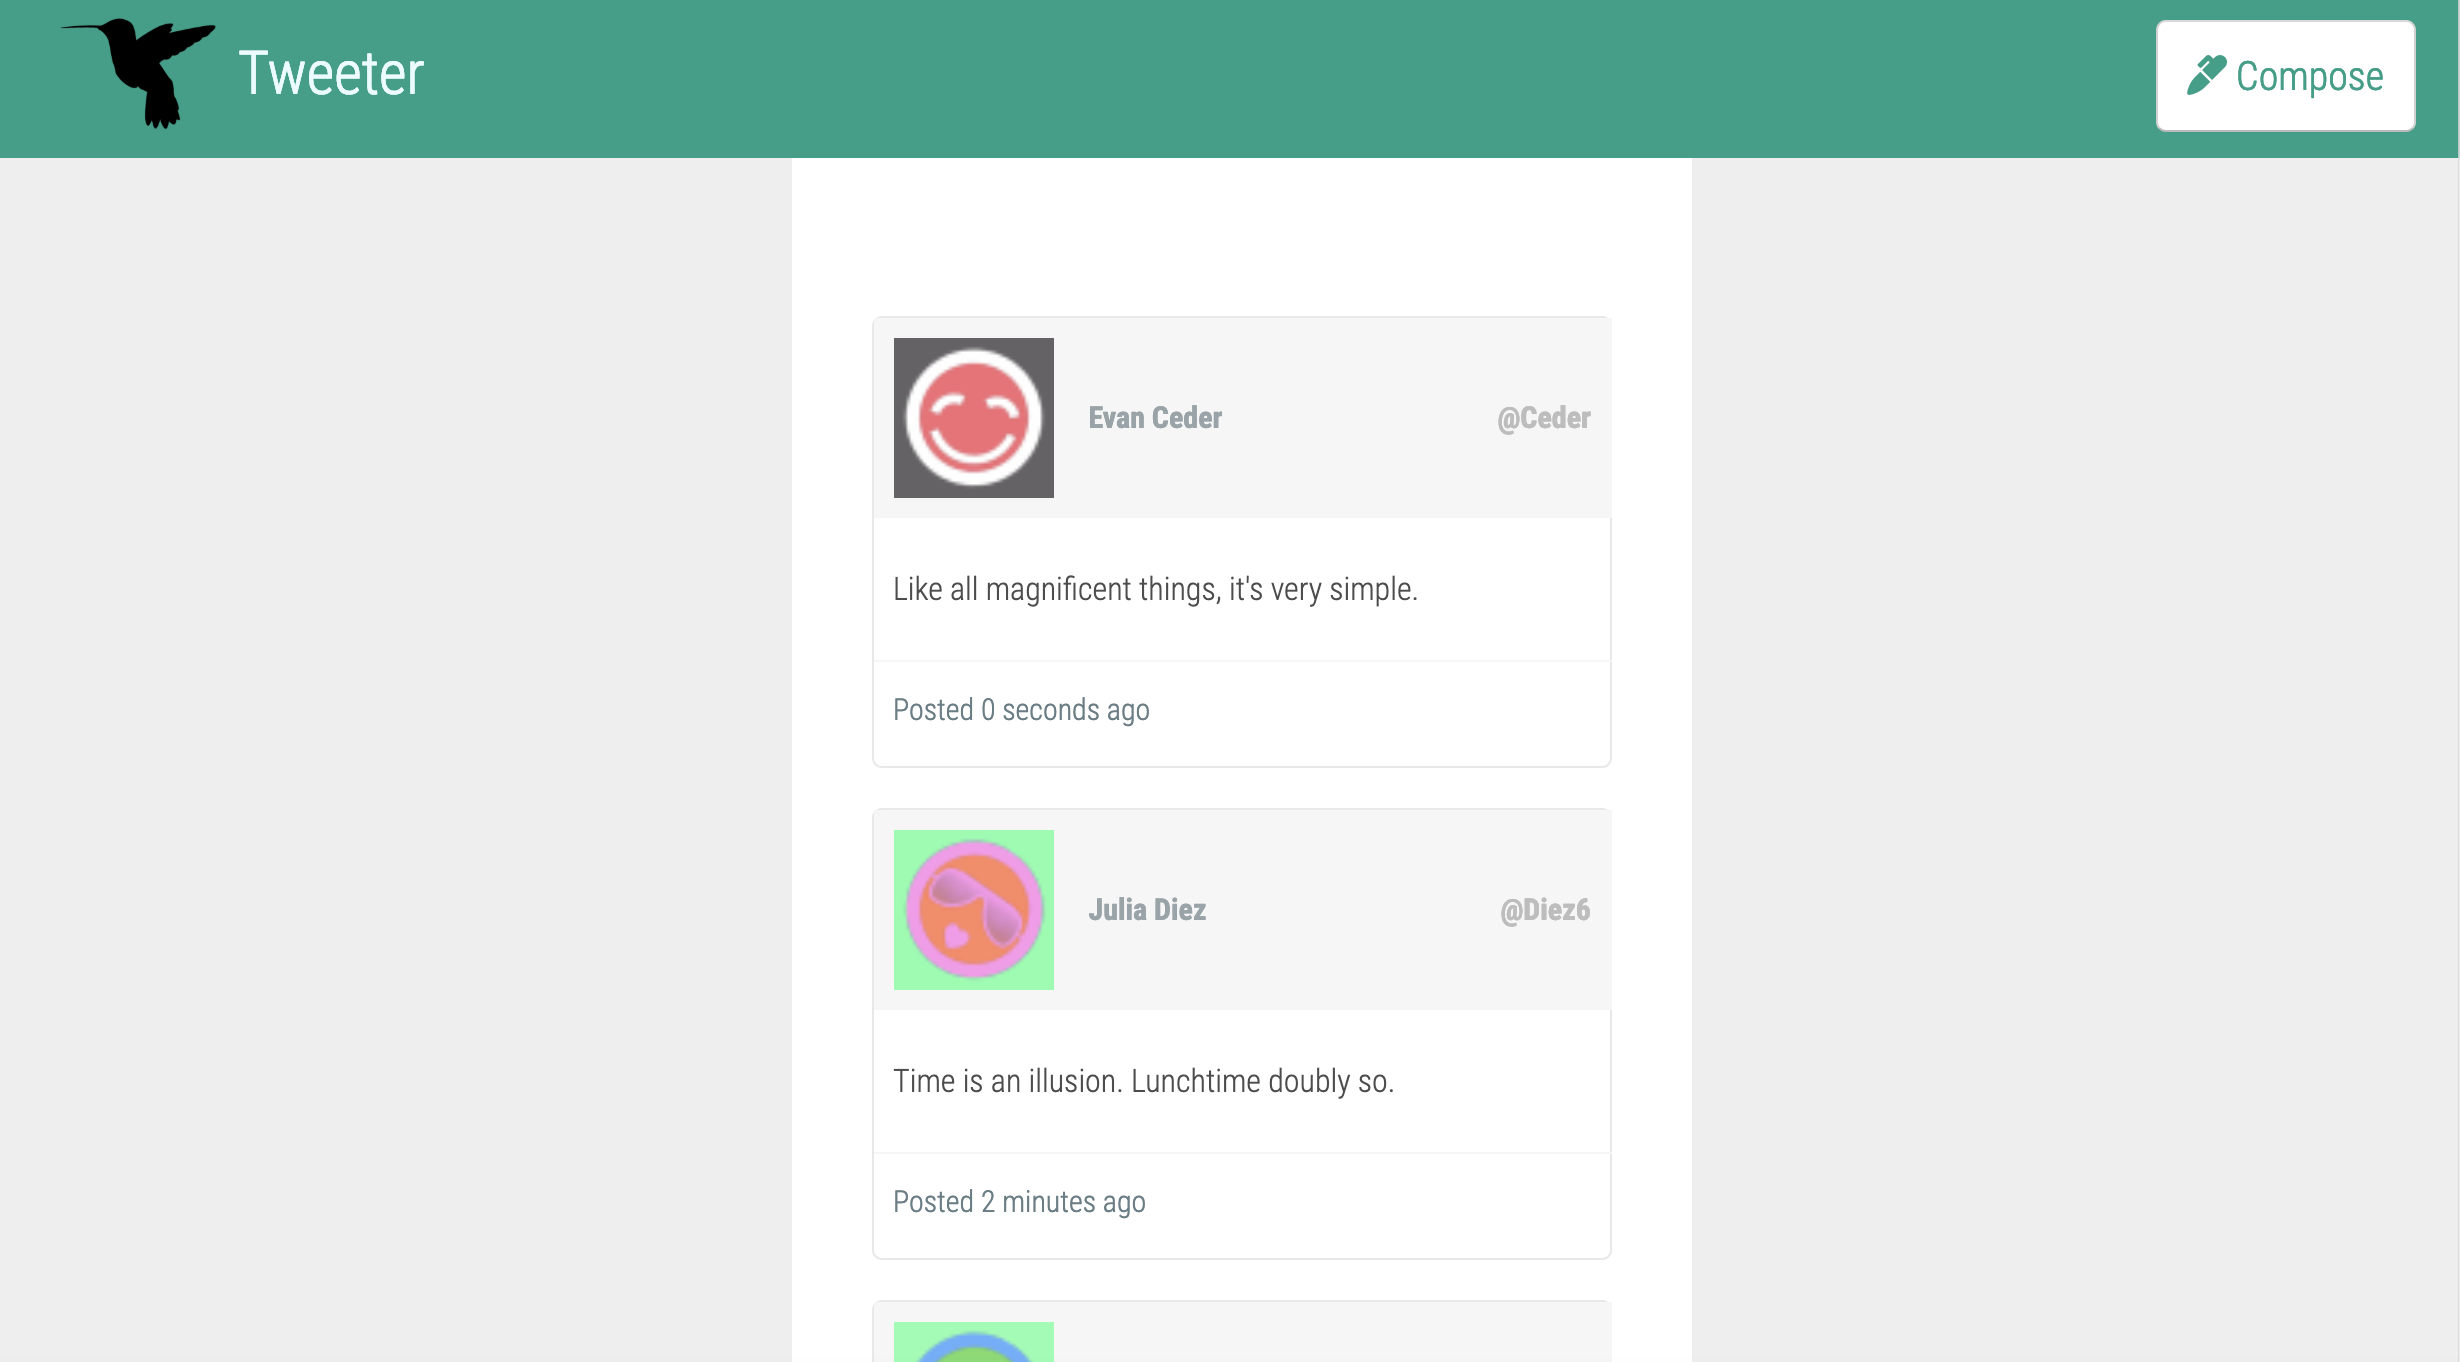 Tweeter
Compose
Evan Ceder
@Ceder
Like all magnificent things, it's very simple.
Posted 0 seconds ago
Julia Diez
@Diez6
Time is an illusion. Lunchtime doubly so.
Posted 2 minutes ago